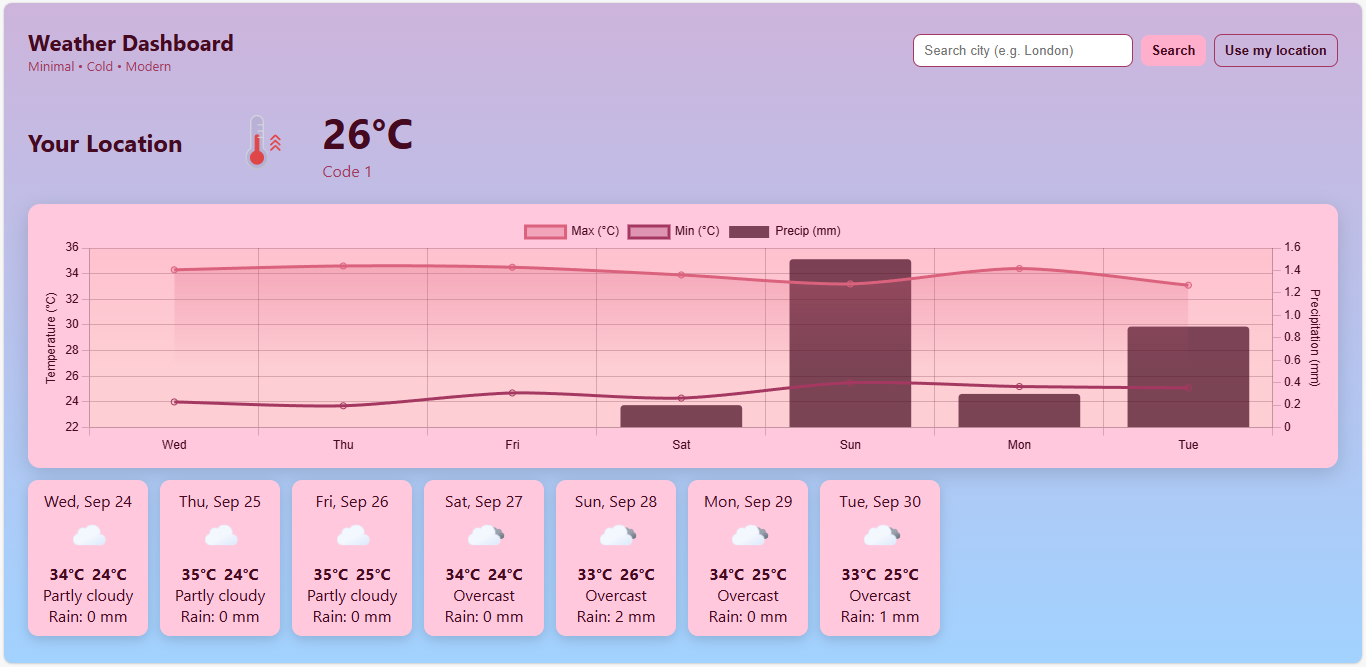 Weather Dashboard
Minimal • Cold • Modern
Search city (e.g. London)
Search
Use my location
Your Location
26°C
Code 1
Max (°C)
Min (°C)
Precip (mm)
Temperature (°C)
36
34
32
30
28
26
24
22
1.6
1.4
1.2
1.0
0.8
0.6
0.4
0.2
0
Precipitation (mm)
Wed
Thu
Fri
Sat
Sun
Mon
Tue
Wed, Sep 24
34°C 24°C
Partly cloudy
Rain: 0 mm
Thu, Sep 25
35°C 24°C
Partly cloudy
Rain: 0 mm
Fri, Sep 26
35°C 25°C
Partly cloudy
Rain: 0 mm
Sat, Sep 27
34°C 24°C
Overcast
Rain: 0 mm
Sun, Sep 28
33°C 26°C
Overcast
Rain: 2 mm
Mon, Sep 29
34°C 25°C
Overcast
Rain: 0 mm
Tue, Sep 30
33°C 25°C
Overcast
Rain: 1 mm